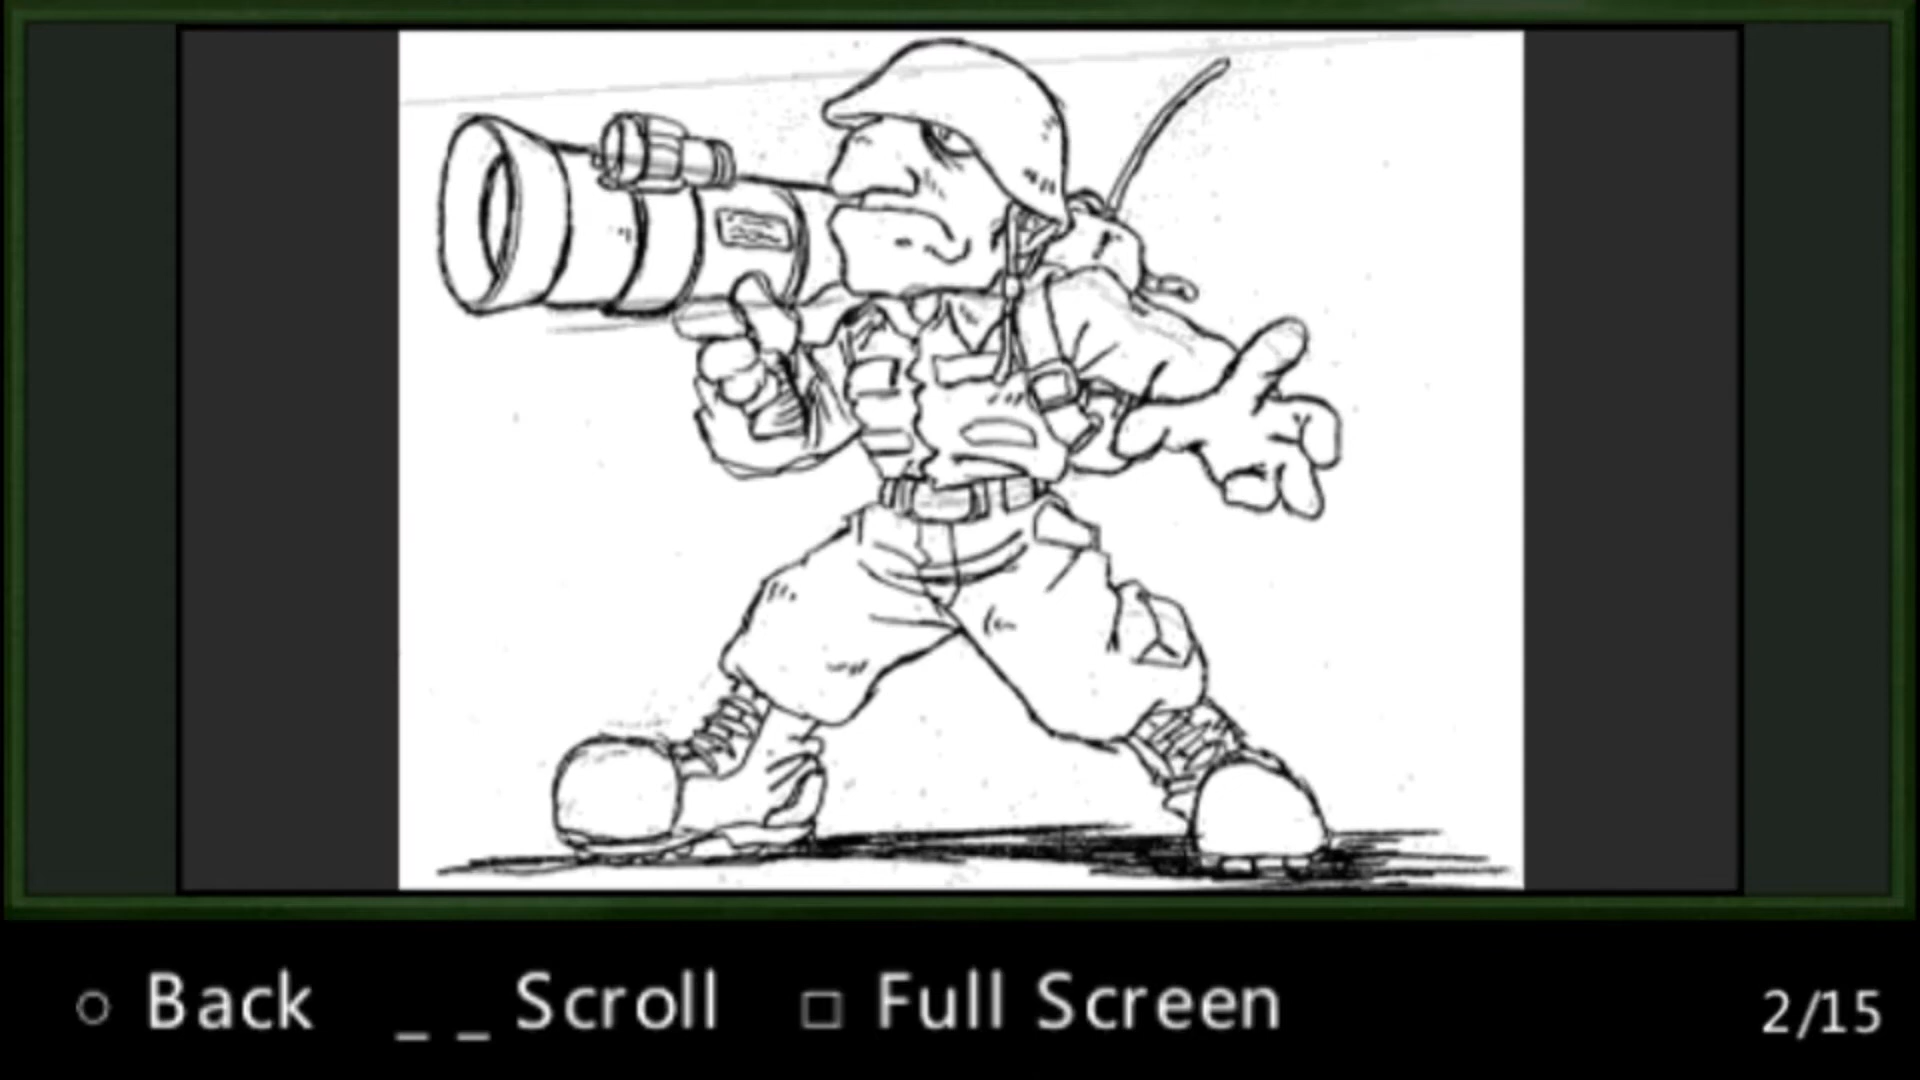 ○ Back _ _ Scroll □ Full Screen 2/15